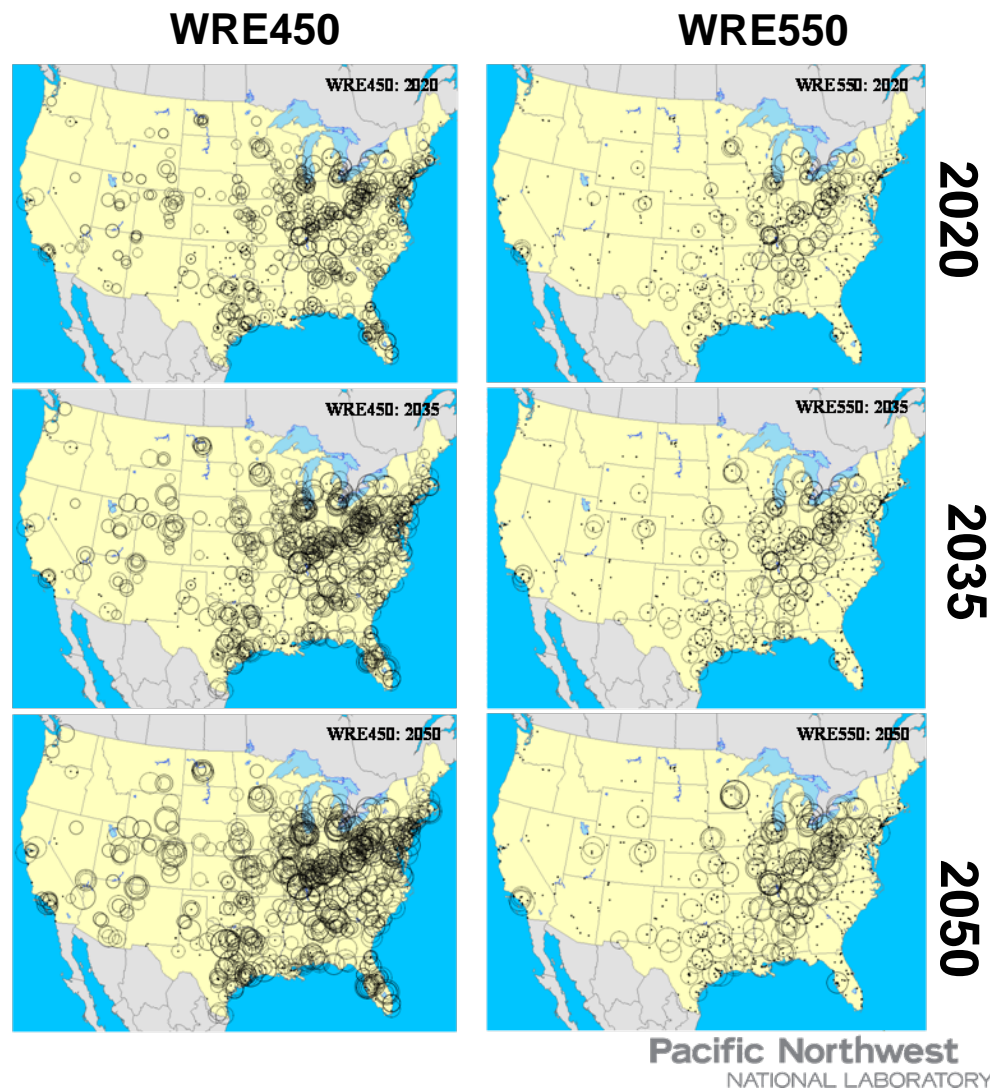 WRE450 WRE550
WRE450: 2020 WRE550: 2020
2020
WRE450: 2035 WRE550: 2035
2035
WRE450: 2050 WRE550: 2050
2050
Pacific Northwest
NATIONAL LABORATORY